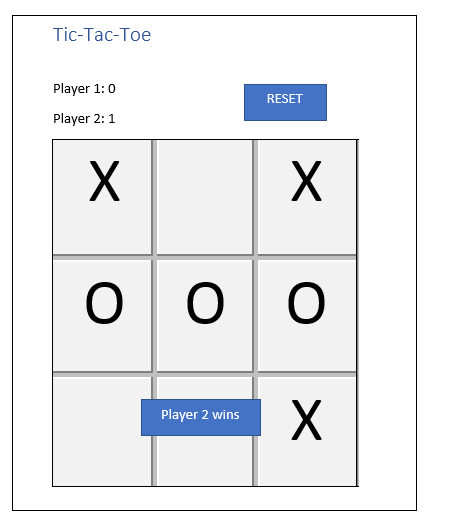 Tic-Tac-Toe
Player 1: 0
RESET
Player 2: 1
X X
O O O
Player 2 wins
X